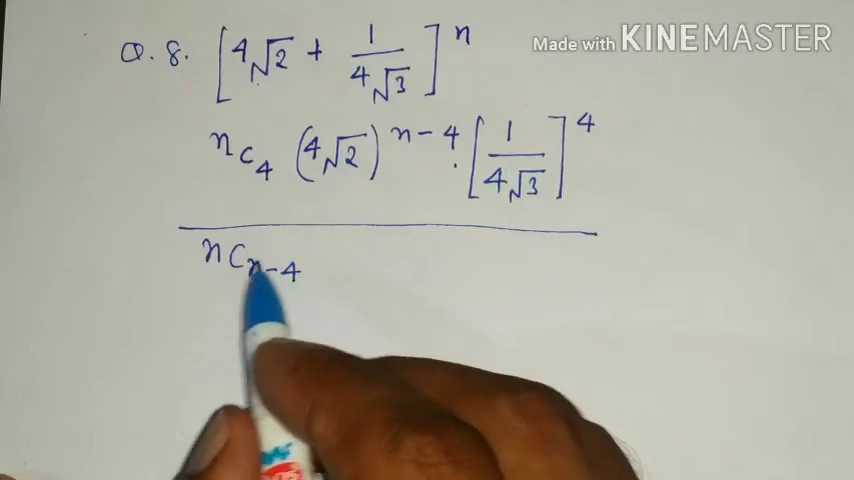 Made with KINEMASTER
Q. 8. [⁴√2 + 1/⁴√3]ⁿ
ⁿC₄ (⁴√2)ⁿ⁻⁴ · [1/⁴√3]⁴
ⁿCₙ₋₄